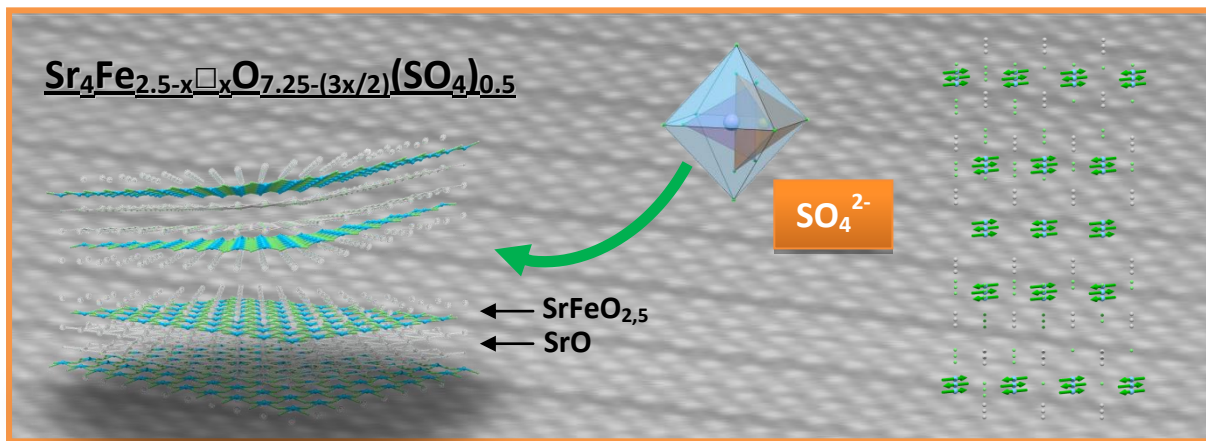 Sr₄Fe₂.₅₋ₓ□ₓO₇.₂₅₋₍₃ₓ/₂₎(SO₄)₀.₅
SO₄²⁻
SrFeO₂,₅
SrO